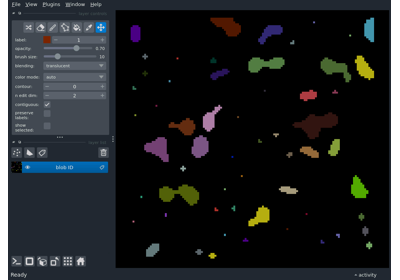 File View Plugins Window Help
label: 1
opacity: 0.70
brush size: 10
blending: translucent
color mode: auto
contour: 0
n edit dim: 2
contiguous:
preserve labels:
show selected:
blob ID
Ready
activity